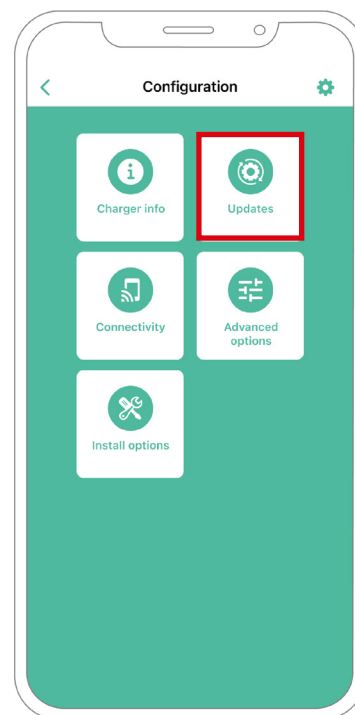 Configuration
Charger info
Updates
Connectivity
Advanced
options
Install options